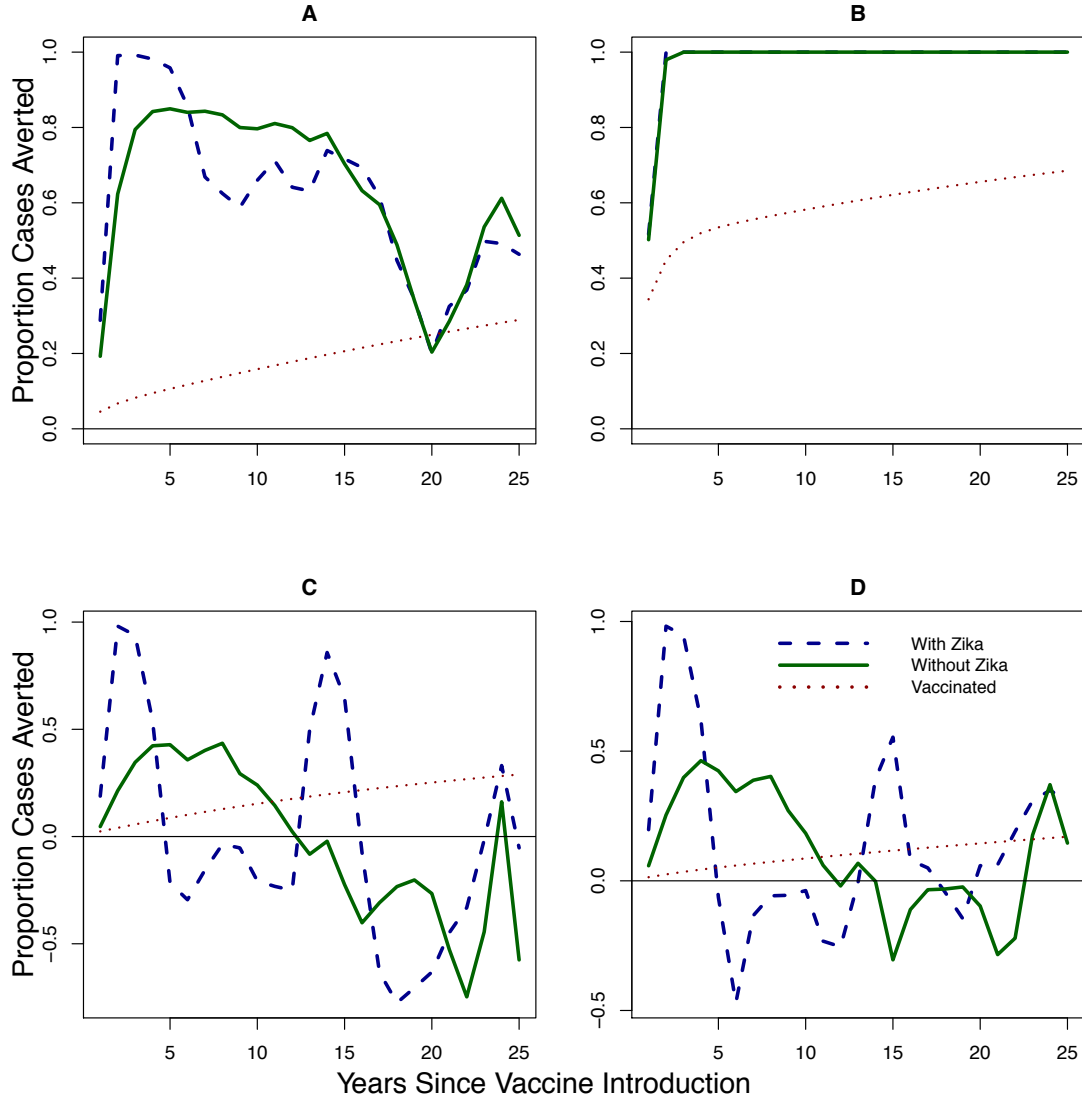 A
B
Proportion Cases Averted
1.0
0.8
0.6
0.4
0.2
0.0
5 10 15 20 25
1.0
0.8
0.6
0.4
0.2
0.0
5 10 15 20 25
C
D
Proportion Cases Averted
1.0
0.5
0.0
−0.5
5 10 15 20 25
1.0
0.5
0.0
−0.5
With Zika
Without Zika
Vaccinated
5 10 15 20 25
Years Since Vaccine Introduction